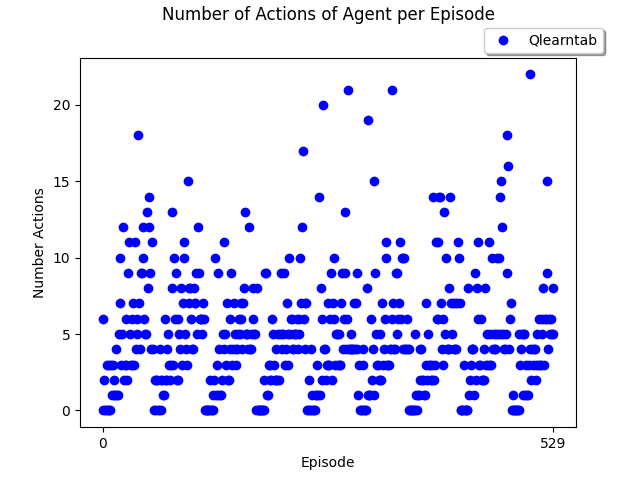 Number of Actions of Agent per Episode
Qlearntab
20
15
10
5
0
Number Actions
0
529
Episode